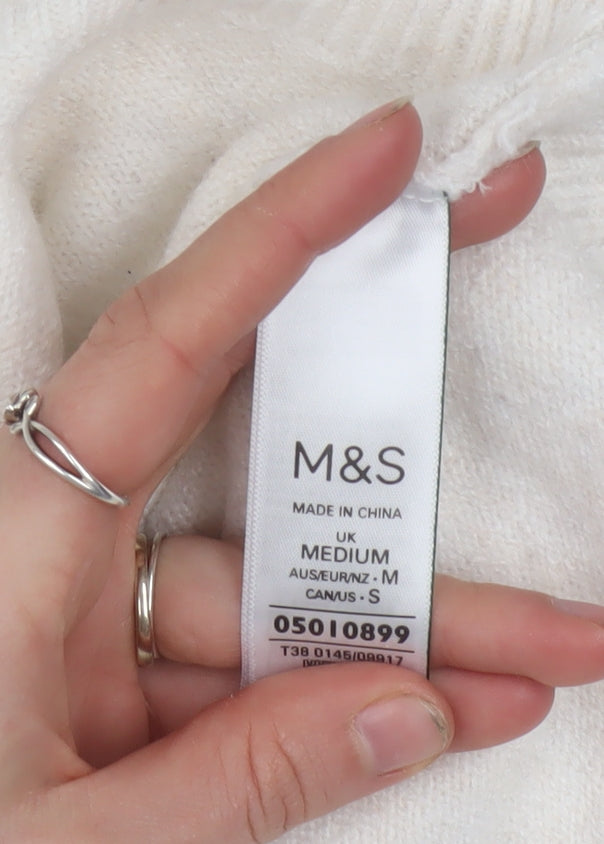 M&S
MADE IN CHINA
UK
MEDIUM
AUS/EUR/NZ • M
CAN/US • S
05010899
T38 0145/09917